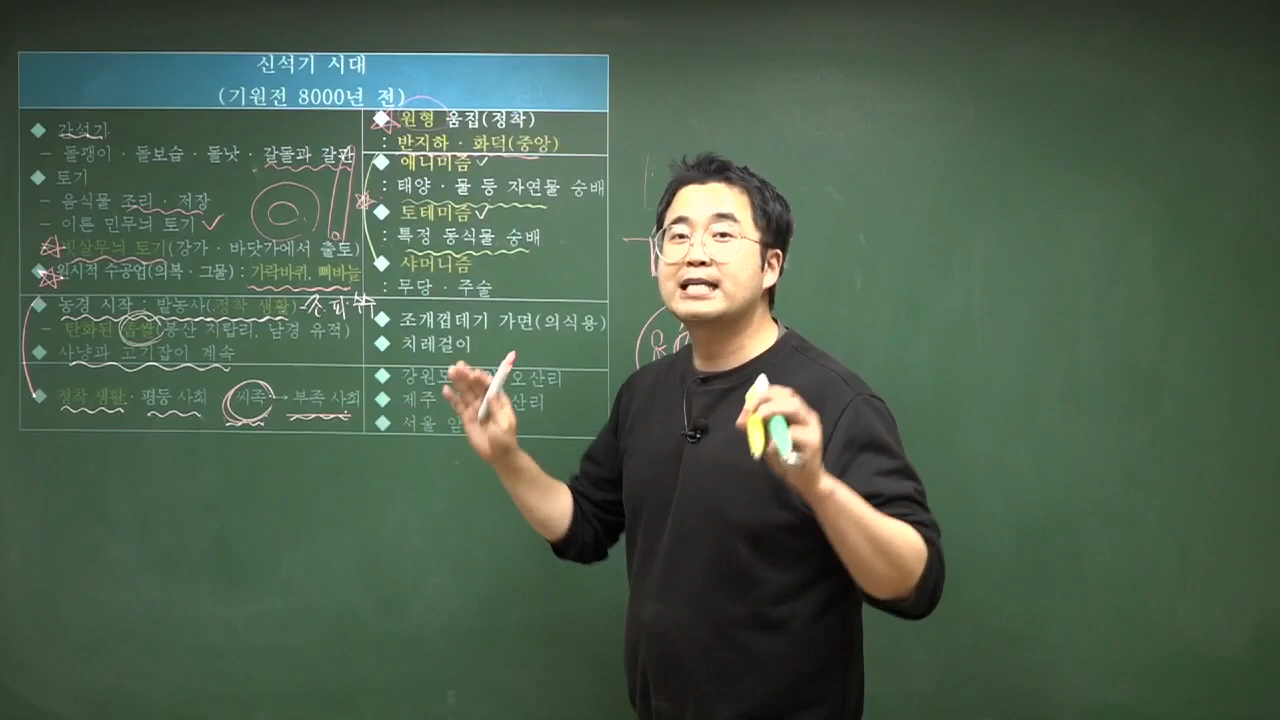 신석기 시대
(기원전 8000년 전)
◆ 간석기
- 돌괭이 · 돌보습 · 돌낫 · 갈돌과 갈판
◆ 토기
- 음식물 조리 · 저장
- 이른 민무늬 토기
빗살무늬 토기(강가 · 바닷가에서 출토)
◆ 원시적 수공업(의복 · 그물) : 가락바퀴, 뼈바늘
◆ 농경 시작 : 밭농사(정착 생활) - 조.피.수수
- 탄화된 좁쌀(봉산 지탑리, 남경 유적)
◆ 사냥과 고기잡이 계속
◆ 정착 생활 · 평등 사회 씨족 → 부족 사회
◆ 원형 움집(정착)
: 반지하 · 화덕(중앙)
◆ 애니미즘
: 태양 · 물 등 자연물 숭배
◆ 토테미즘
: 특정 동식물 숭배
◆ 샤머니즘
: 무당 · 주술
◆ 조개껍데기 가면(의식용)
◆ 치레걸이
◆ 강원도 오산리
◆ 제주 산리
◆ 서울 암